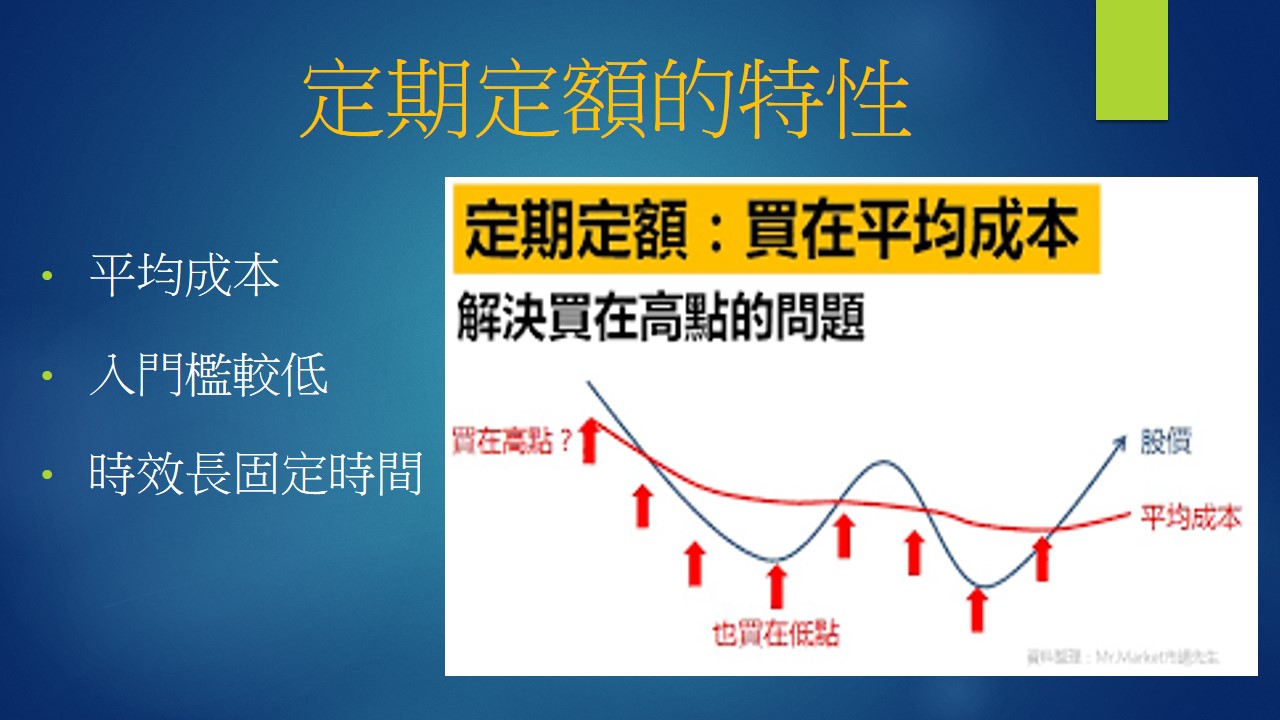 定期定額的特性
平均成本
入門檻較低
時效長固定時間
定期定額：買在平均成本
解決買在高點的問題
買在高點？
股價
平均成本
也買在低點
資料整理：Mr.Market市場先生